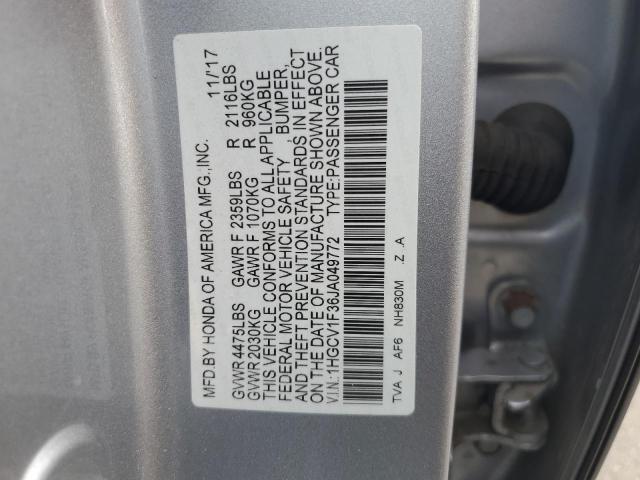 MFD.BY HONDA OF AMERICA MFG.,INC. 11/'17
GVWR 4475LBS GAWR F 2359LBS R 2116LBS
GVWR 2030KG GAWR F 1070KG R 960KG
THIS VEHICLE CONFORMS TO ALL APPLICABLE
FEDERAL MOTOR VEHICLE SAFETY , BUMPER,
AND THEFT PREVENTION STANDARDS IN EFFECT
ON THE DATE OF MANUFACTURE SHOWN ABOVE.
V.I.N.:1HGCV1F36JA049772 TYPE:PASSENGER CAR
TVA J AF6 NH830M Z .A